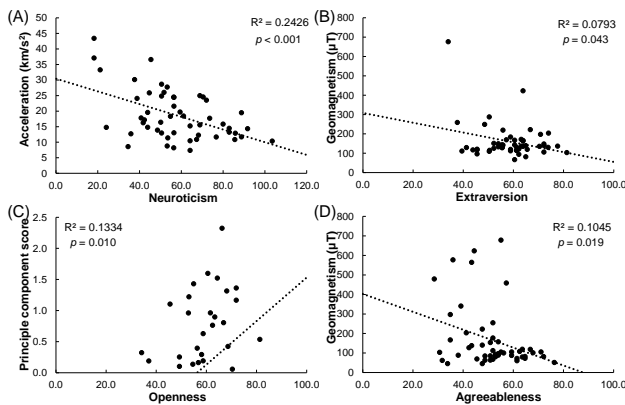 (A)
R² = 0.2426
p < 0.001
Acceleration (km/s²)
50
45
40
35
30
25
20
15
10
5
0
0.0 20.0 40.0 60.0 80.0 100.0 120.0
Neuroticism
(B)
R² = 0.0793
p = 0.043
Geomagnetism (μT)
800
700
600
500
400
300
200
100
0
0.0 20.0 40.0 60.0 80.0 100.0
Extraversion
(C)
R² = 0.1334
p = 0.010
Principle component score
2.5
2.0
1.5
1.0
0.5
0.0
0.0 20.0 40.0 60.0 80.0 100.0
Openness
(D)
R² = 0.1045
p = 0.019
Geomagnetism (μT)
800
700
600
500
400
300
200
100
0
0.0 20.0 40.0 60.0 80.0 100.0
Agreeableness